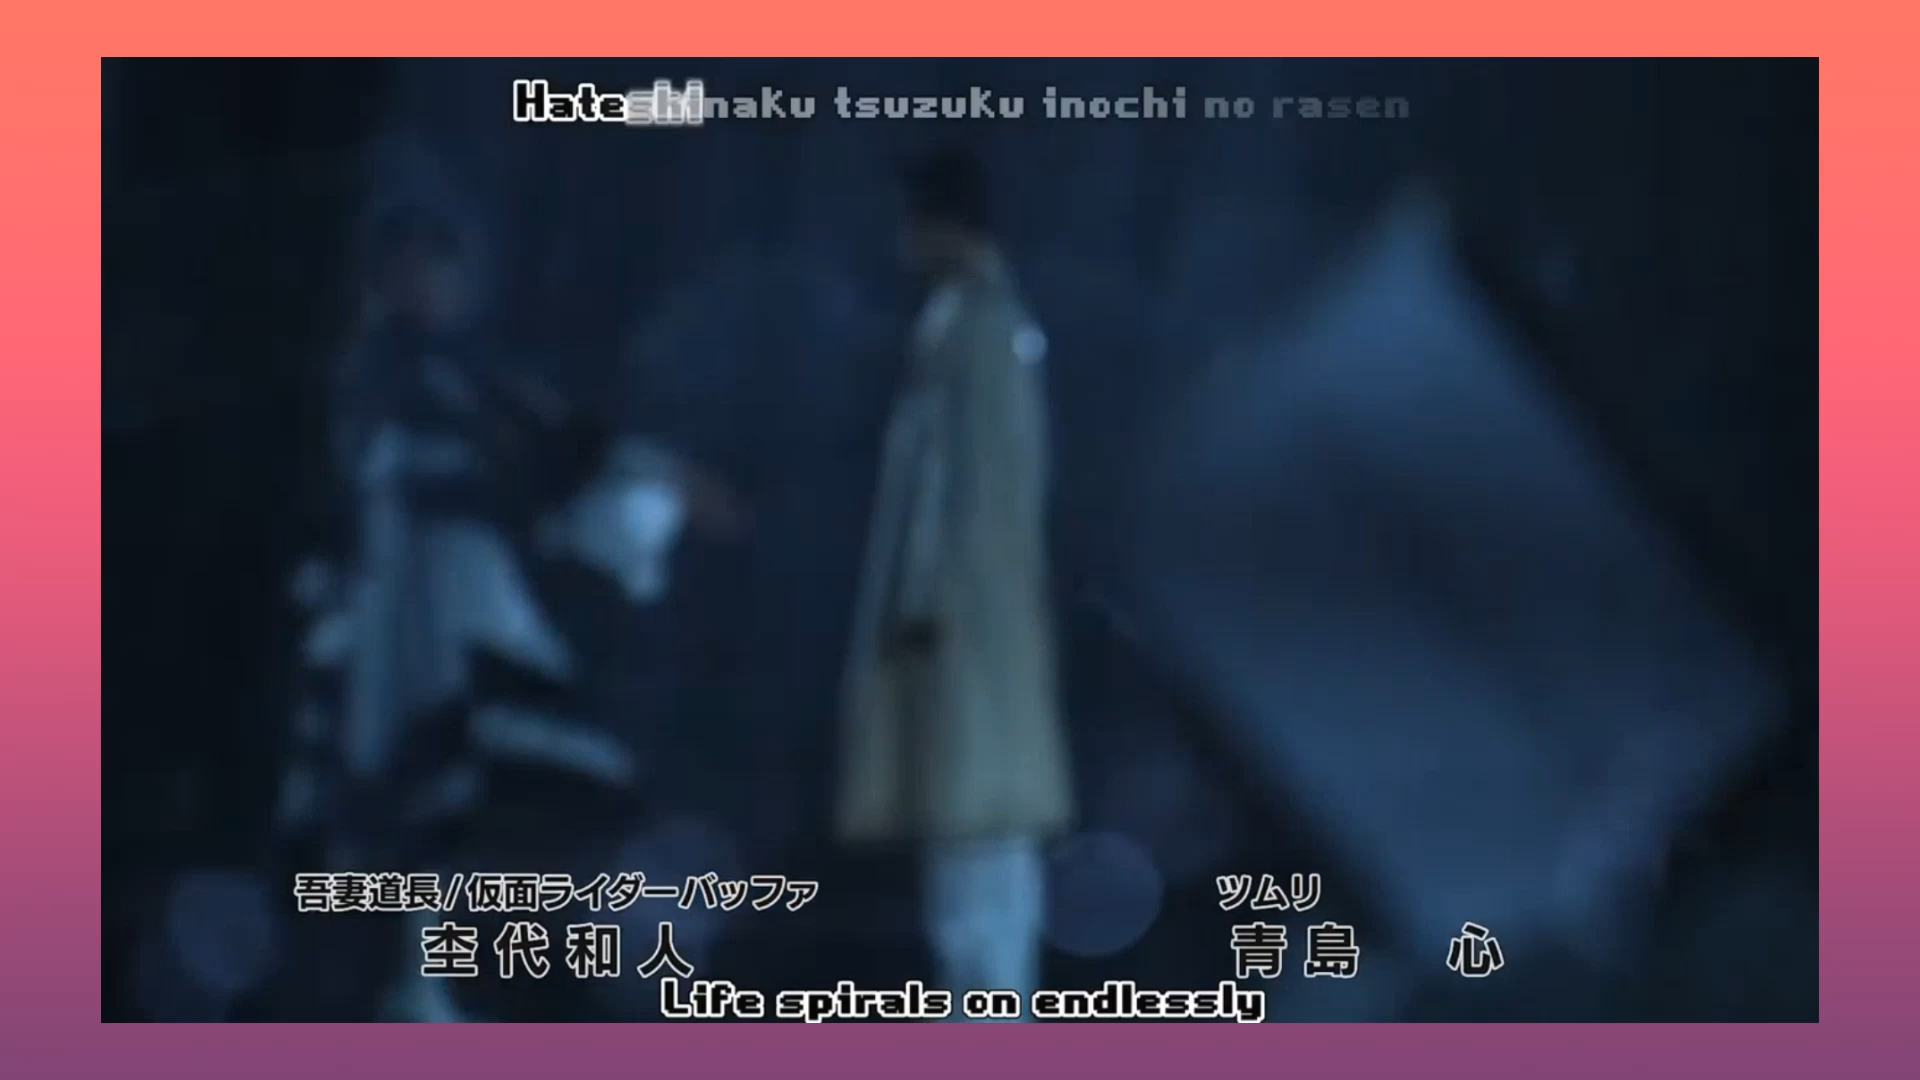 Hateshinaku tsuzuku inochi no rasen
吾妻道長/仮面ライダーバッファ
杢代和人
ツムリ
青島 心
Life spirals on endlessly